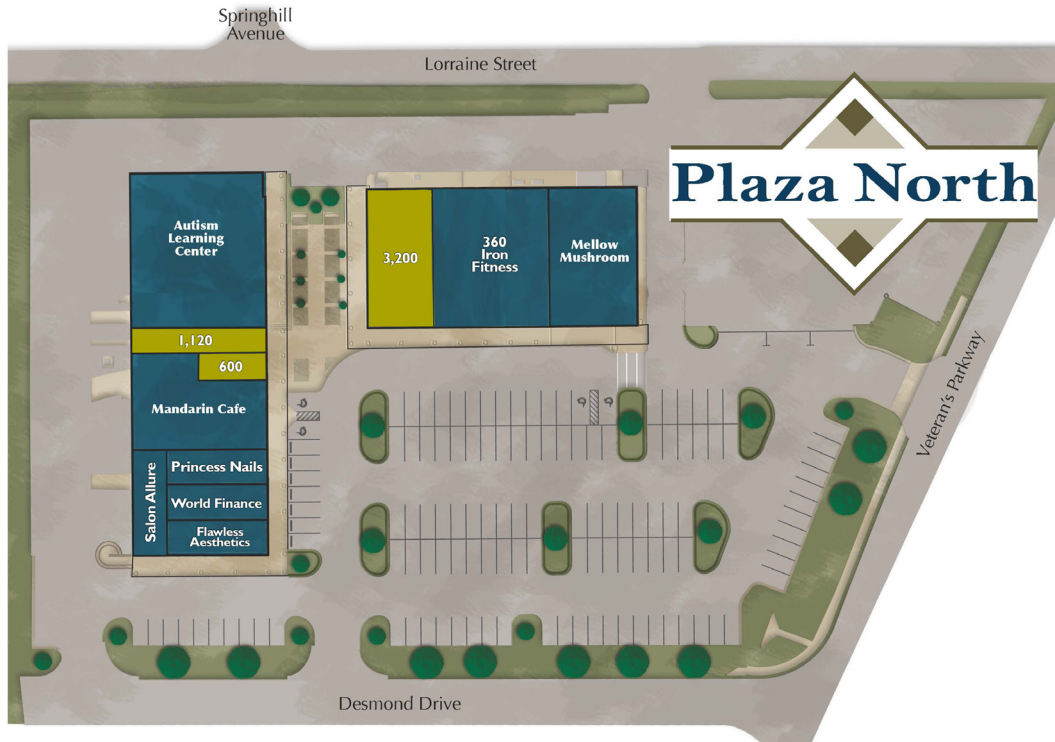 Springhill
Avenue
Lorraine Street
Plaza North
Autism
Learning
Center
3,200
360
Iron
Fitness
Mellow
Mushroom
1,120
600
Mandarin Cafe
Veteran's Parkway
Salon Allure
Princess Nails
World Finance
Flawless
Aesthetics
Desmond Drive